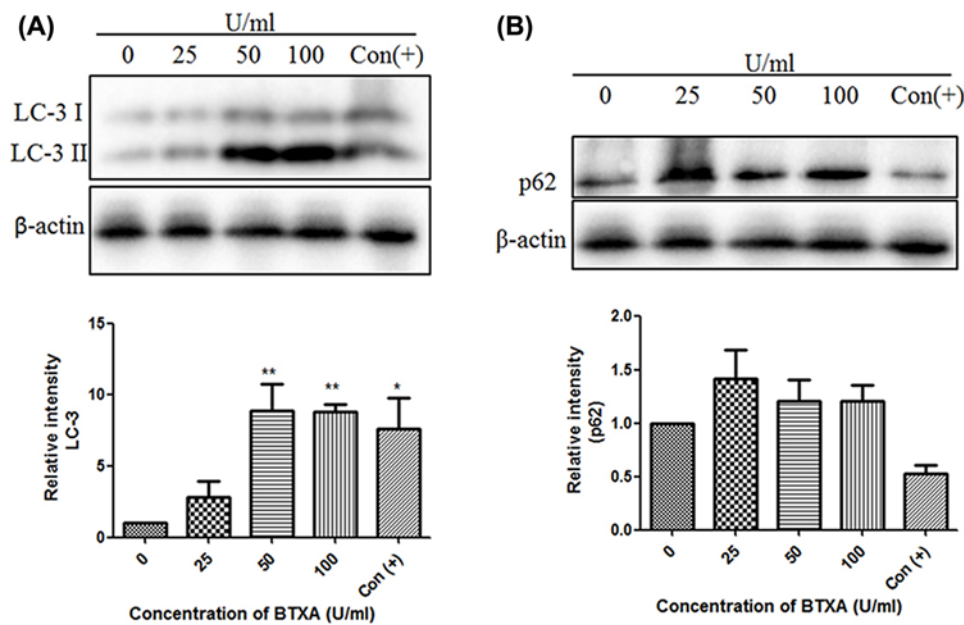 (A)
U/ml
0 25 50 100 Con(+)
LC-3 I
LC-3 II
β-actin
15
10
5
0
Relative intensity
LC-3
** ** *
0 25 50 100 Con (+)
Concentration of BTXA (U/ml)
(B)
U/ml
0 25 50 100 Con(+)
p62
β-actin
2.0
1.5
1.0
0.5
0.0
Relative intensity
(p62)
0 25 50 100 Con (+)
Concentration of BTXA (U/ml)